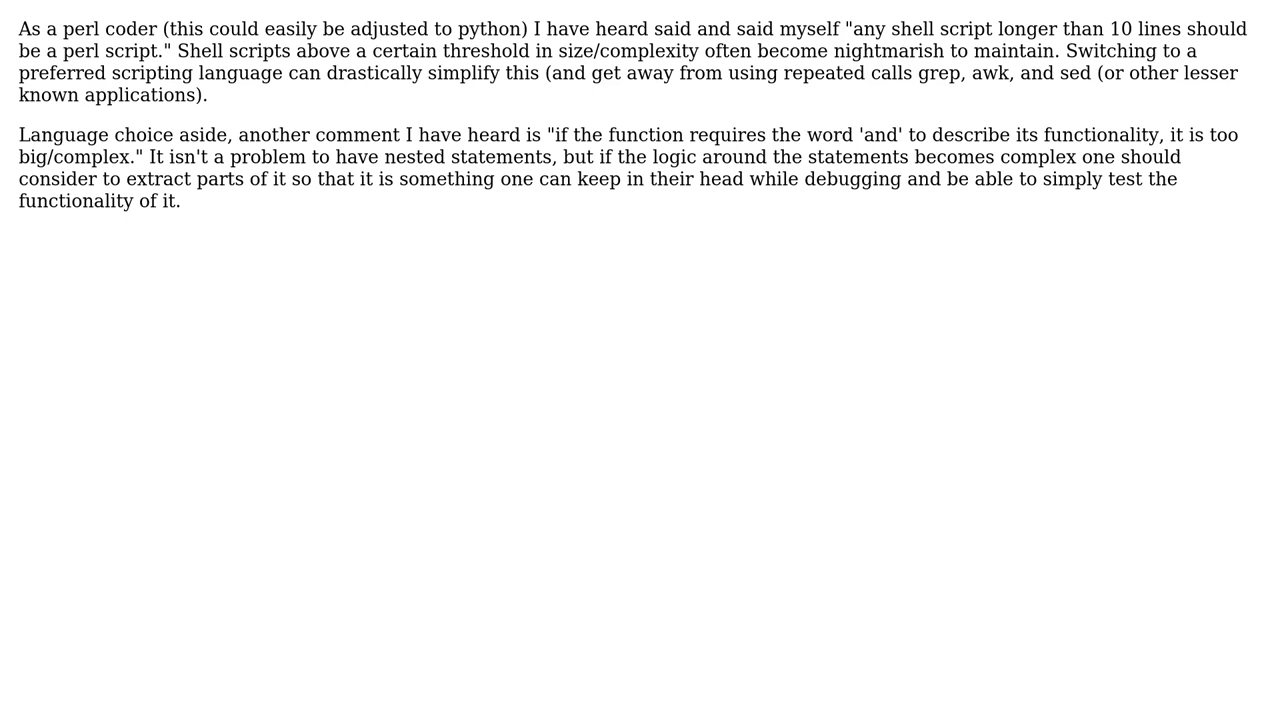 As a perl coder (this could easily be adjusted to python) I have heard said and said myself "any shell script longer than 10 lines should
be a perl script." Shell scripts above a certain threshold in size/complexity often become nightmarish to maintain. Switching to a
preferred scripting language can drastically simplify this (and get away from using repeated calls grep, awk, and sed (or other lesser
known applications).
Language choice aside, another comment I have heard is "if the function requires the word 'and' to describe its functionality, it is too
big/complex." It isn't a problem to have nested statements, but if the logic around the statements becomes complex one should
consider to extract parts of it so that it is something one can keep in their head while debugging and be able to simply test the
functionality of it.